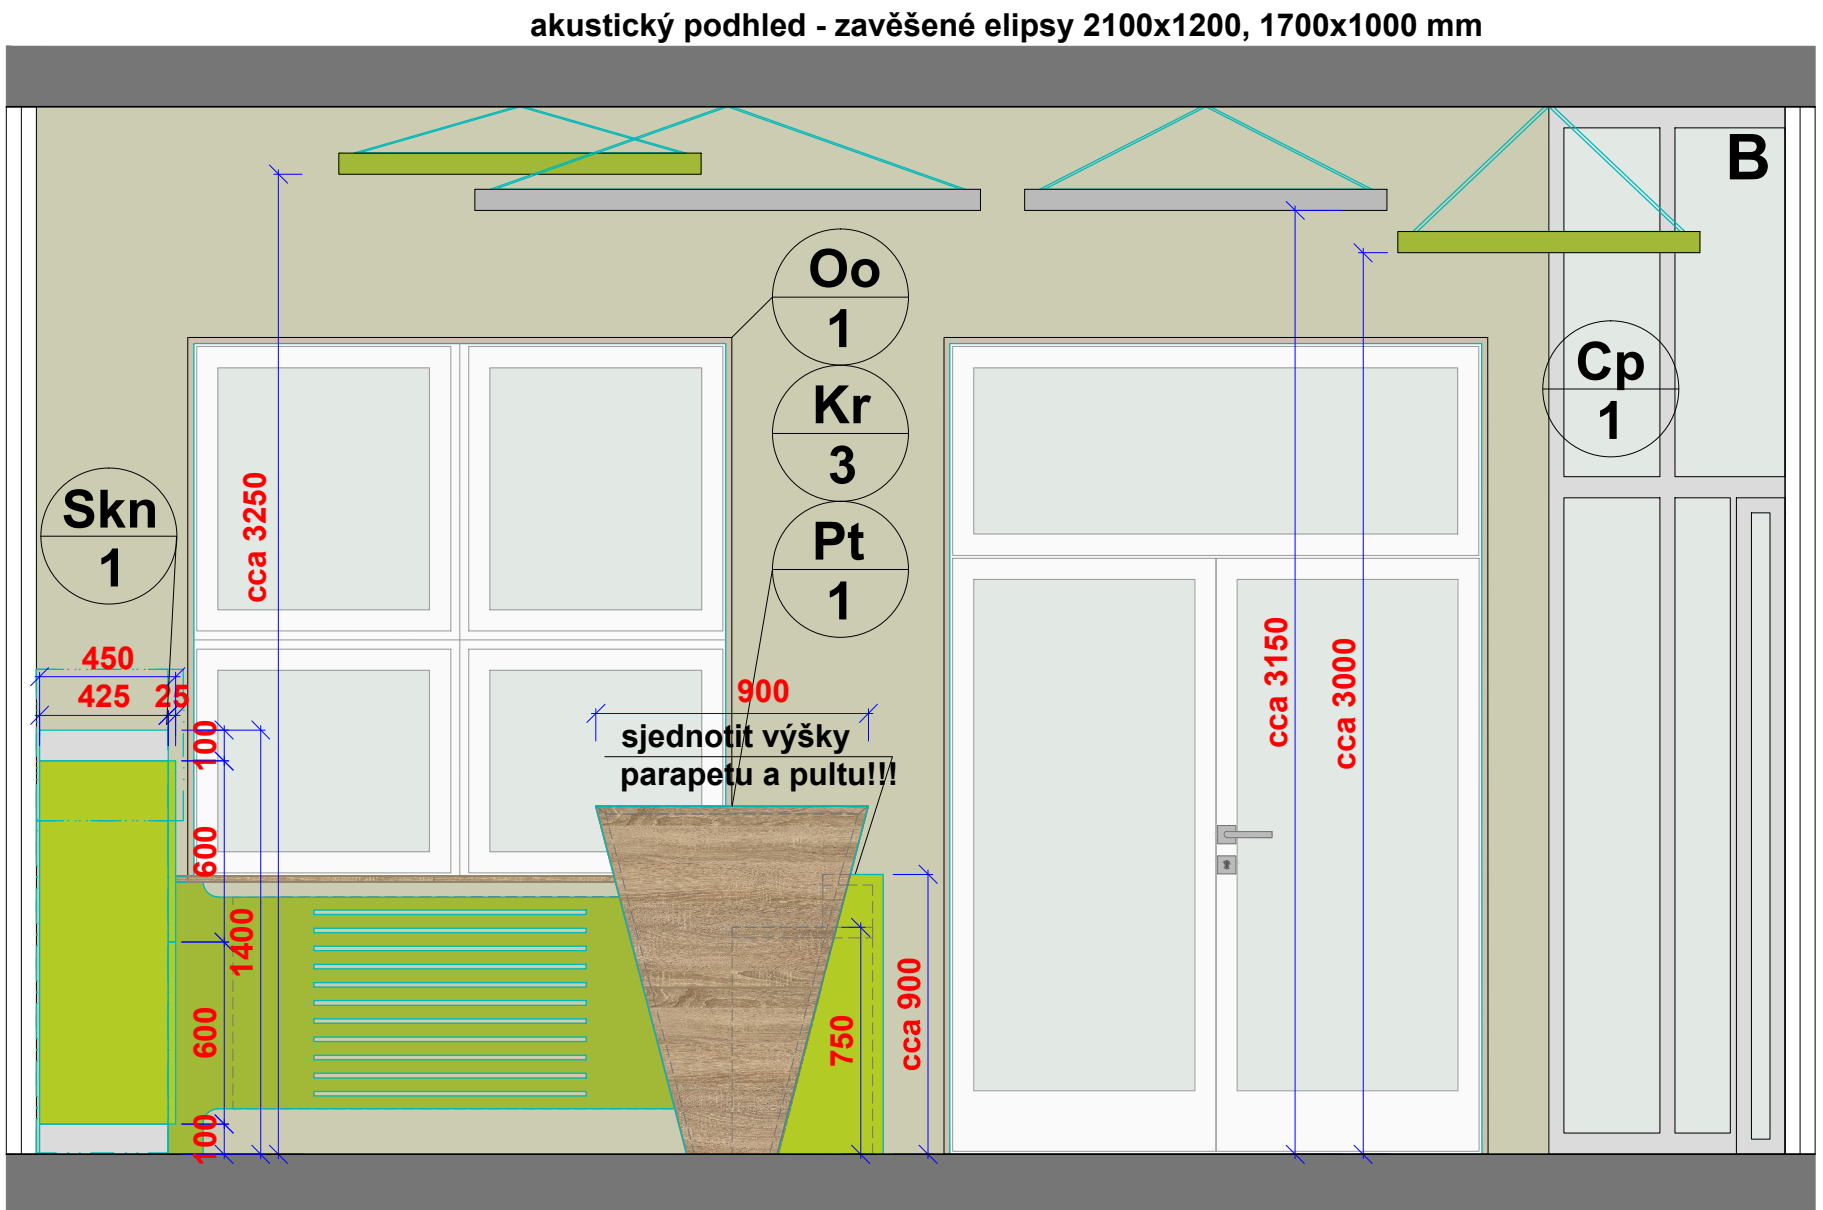 akustický podhled - zavěšené elipsy 2100x1200, 1700x1000 mm
B
Oo
1
Kr
3
Pt
1
Cp
1
Skn
1
cca 3250
cca 3150
cca 3000
450
425 25
900
sjednotit výšky
parapetu a pultu!!!
100
600
1400
600
100
750
cca 900